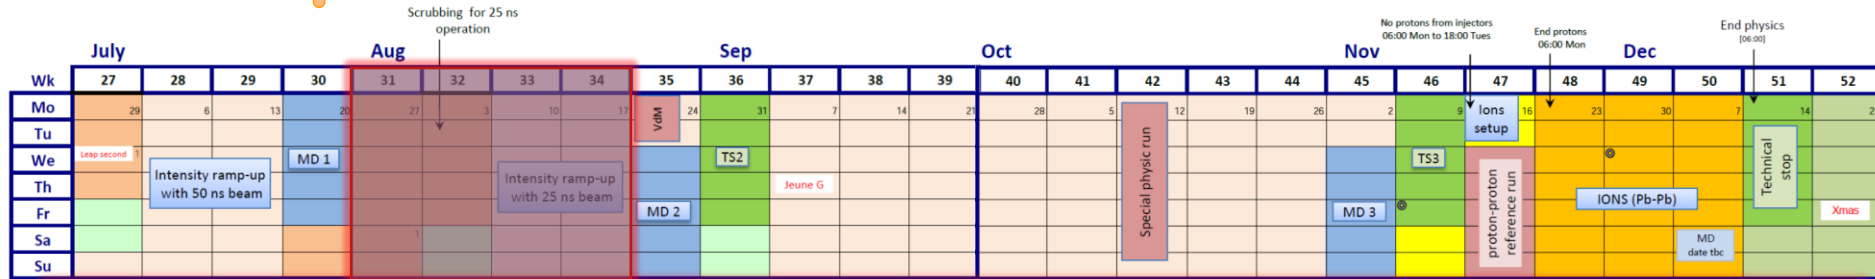 Scrubbing for 25 ns
operation
No protons from injectors
06:00 Mon to 18:00 Tues
End protons
06:00 Mon
End physics
[06:00]
July Aug Sep Oct Nov Dec
Wk 27 28 29 30 31 32 33 34 35 36 37 38 39 40 41 42 43 44 45 46 47 48 49 50 51 52
Mo 29 6 13 20 27 3 10 17 24 31 7 14 21 28 5 12 19 26 2 9 16 23 30 7 14
Tu
We
Th
Fr
Sa
Su
Leap second 1
Intensity ramp-up
with 50 ns beam
MD 1
1
Intensity ramp-up
with 25 ns beam
VdM
MD 2
TS2
Jeune G
Special physic run
MD 3
TS3
Ions
setup
proton-proton
reference run
IONS (Pb-Pb)
MD
date tbc
Technical
stop
Xmas